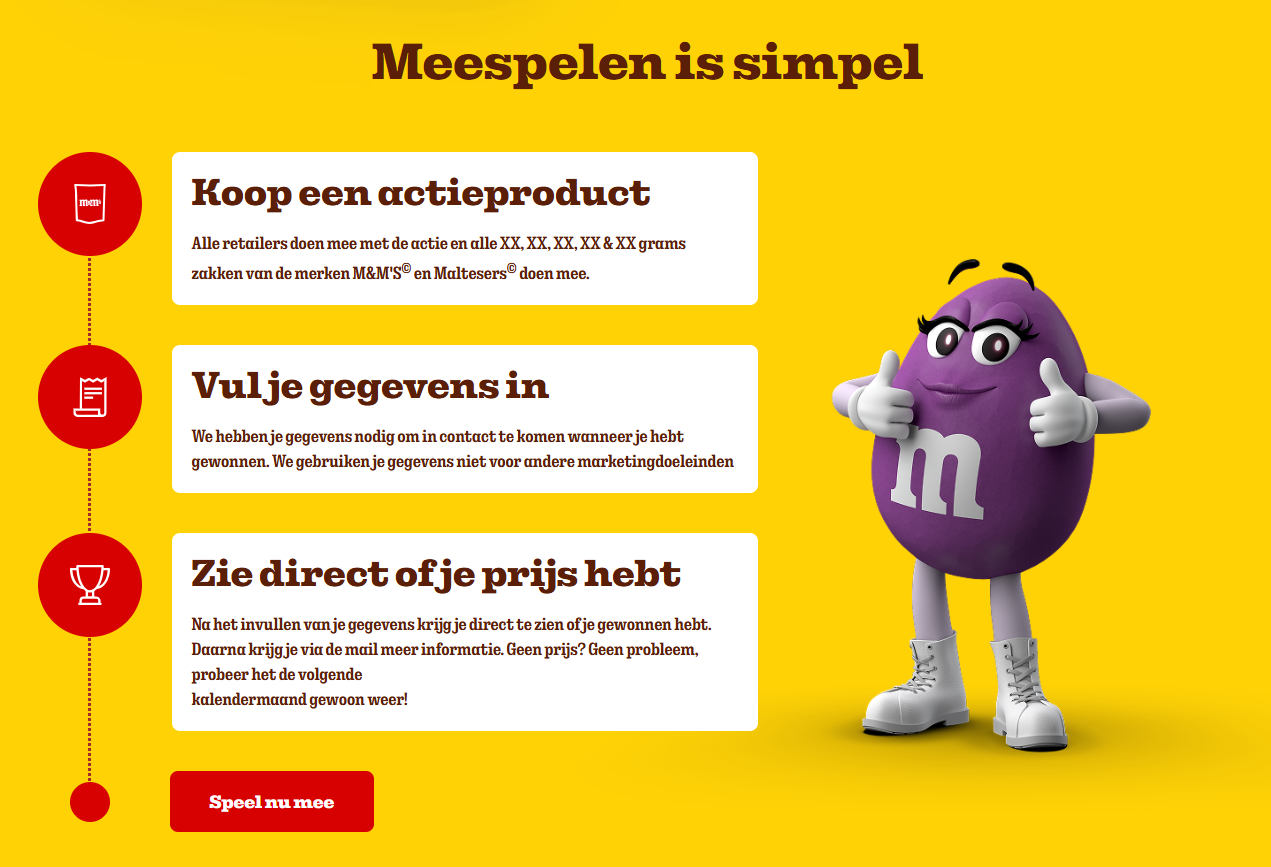 Meespelen is simpel
m&m's
Koop een actieproduct
Alle retailers doen mee met de actie en alle XX, XX, XX, XX & XX grams
zakken van de merken M&M'S© en Maltesers© doen mee.
Vul je gegevens in
We hebben je gegevens nodig om in contact te komen wanneer je hebt
gewonnen. We gebruiken je gegevens niet voor andere marketingdoeleinden
Zie direct of je prijs hebt
Na het invullen van je gegevens krijg je direct te zien of je gewonnen hebt.
Daarna krijg je via de mail meer informatie. Geen prijs? Geen probleem,
probeer het de volgende
kalendermaand gewoon weer!
m
Speel nu mee